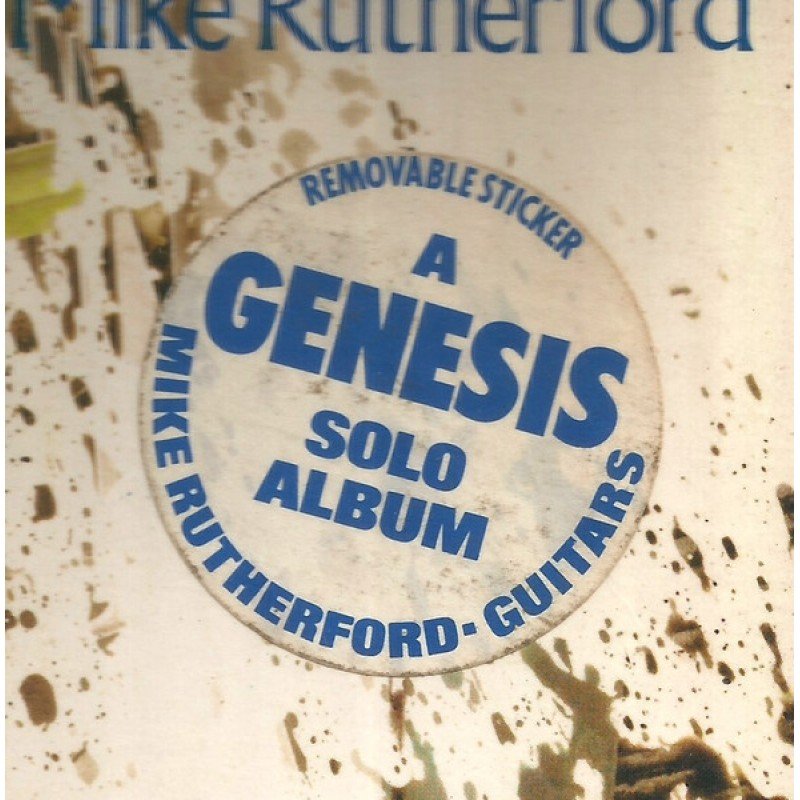 Mike Rutherford
REMOVABLE STICKER
A
GENESIS
SOLO
ALBUM
MIKE RUTHERFORD-GUITARS